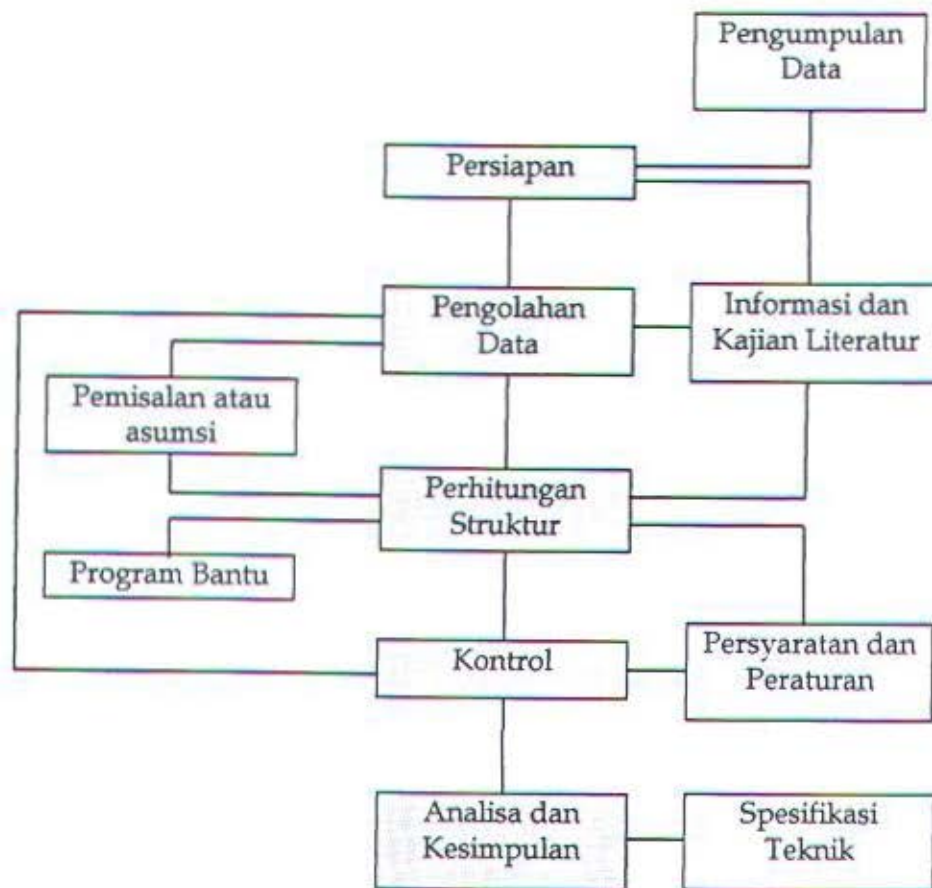 Pengumpulan
Data
Persiapan
Pengolahan
Data
Informasi dan
Kajian Literatur
Pemisalan atau
asumsi
Perhitungan
Struktur
Program Bantu
Kontrol
Persyaratan dan
Peraturan
Analisa dan
Kesimpulan
Spesifikasi
Teknik